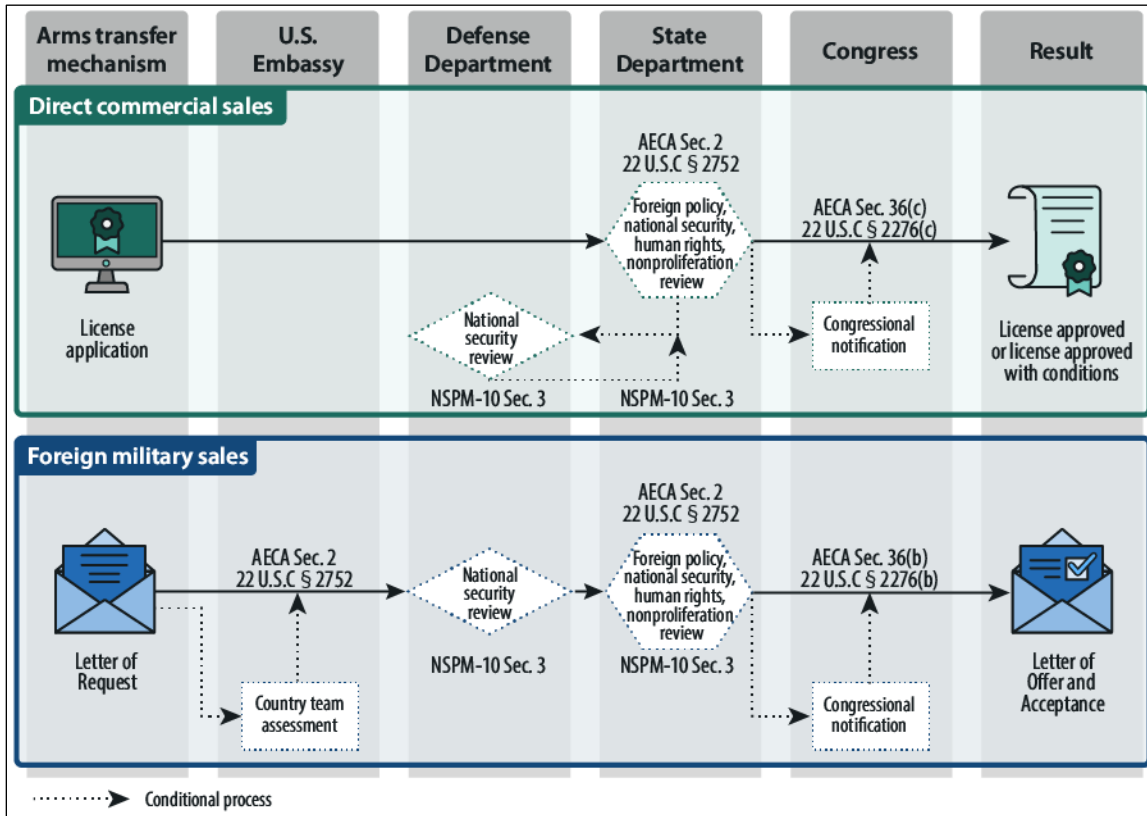 Arms transfer
mechanism
U.S.
Embassy
Defense
Department
State
Department
Congress
Result
Direct commercial sales
AECA Sec. 2
22 U.S.C § 2752
Foreign policy,
national security,
human rights,
nonproliferation
review
AECA Sec. 36(c)
22 U.S.C § 2276(c)
License
application
National
security
review
NSPM-10 Sec. 3
NSPM-10 Sec. 3
Congressional
notification
License approved
or license approved
with conditions
Foreign military sales
Letter of
Request
AECA Sec. 2
22 U.S.C § 2752
Country team
assessment
National
security
review
NSPM-10 Sec. 3
AECA Sec. 2
22 U.S.C § 2752
Foreign policy,
national security,
human rights,
nonproliferation
review
NSPM-10 Sec. 3
AECA Sec. 36(b)
22 U.S.C § 2276(b)
Congressional
notification
Letter of
Offer and
Acceptance
Conditional process